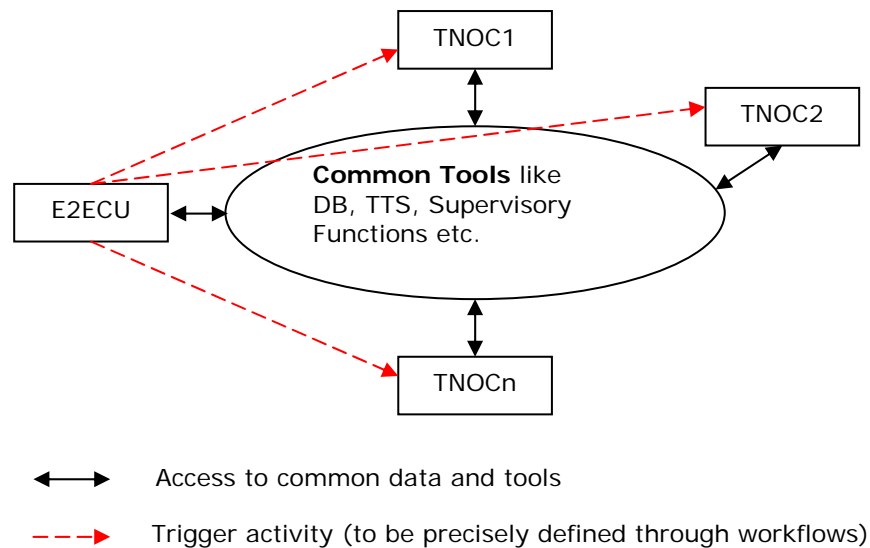 TNOC1
TNOC2
Common Tools like
DB, TTS, Supervisory
Functions etc.
E2ECU
TNOCn
Access to common data and tools
Trigger activity (to be precisely defined through workflows)